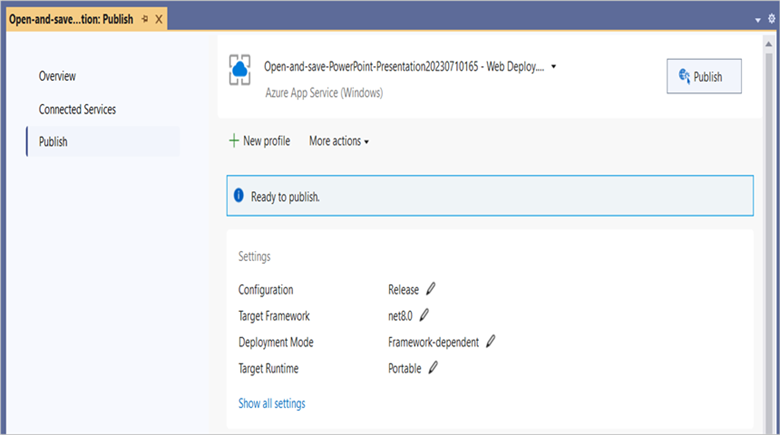 Open-and-save...tion: Publish
Overview
Connected Services
Publish
Open-and-save-PowerPoint-Presentation20230710165 - Web Deploy....
Azure App Service (Windows)
Publish
New profile
More actions
Ready to publish.
Settings
Configuration Release
Target Framework net8.0
Deployment Mode Framework-dependent
Target Runtime Portable
Show all settings